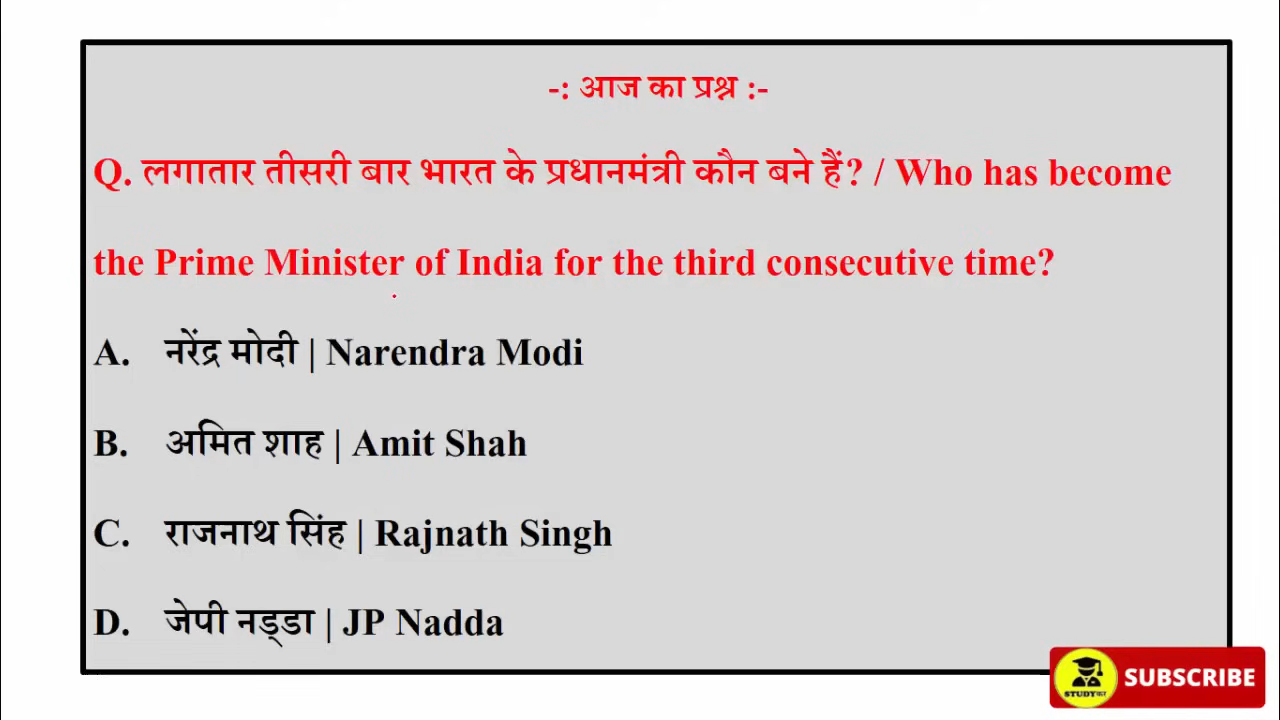 -: आज का प्रश्न :-
Q. लगातार तीसरी बार भारत के प्रधानमंत्री कौन बने हैं? / Who has become
the Prime Minister of India for the third consecutive time?
A. नरेंद्र मोदी | Narendra Modi
B. अमित शाह | Amit Shah
C. राजनाथ सिंह | Rajnath Singh
D. जेपी नड्डा | JP Nadda
SUBSCRIBE
STUDYका